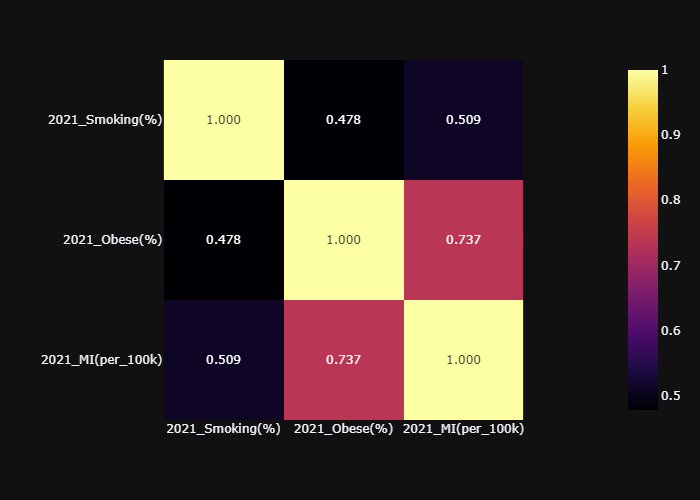 1
2021_Smoking(%) 1.000 0.478 0.509
0.9
0.8
2021_Obese(%) 0.478 1.000 0.737
0.7
0.6
2021_MI(per_100k) 0.509 0.737 1.000
0.5
2021_Smoking(%) 2021_Obese(%) 2021_MI(per_100k)